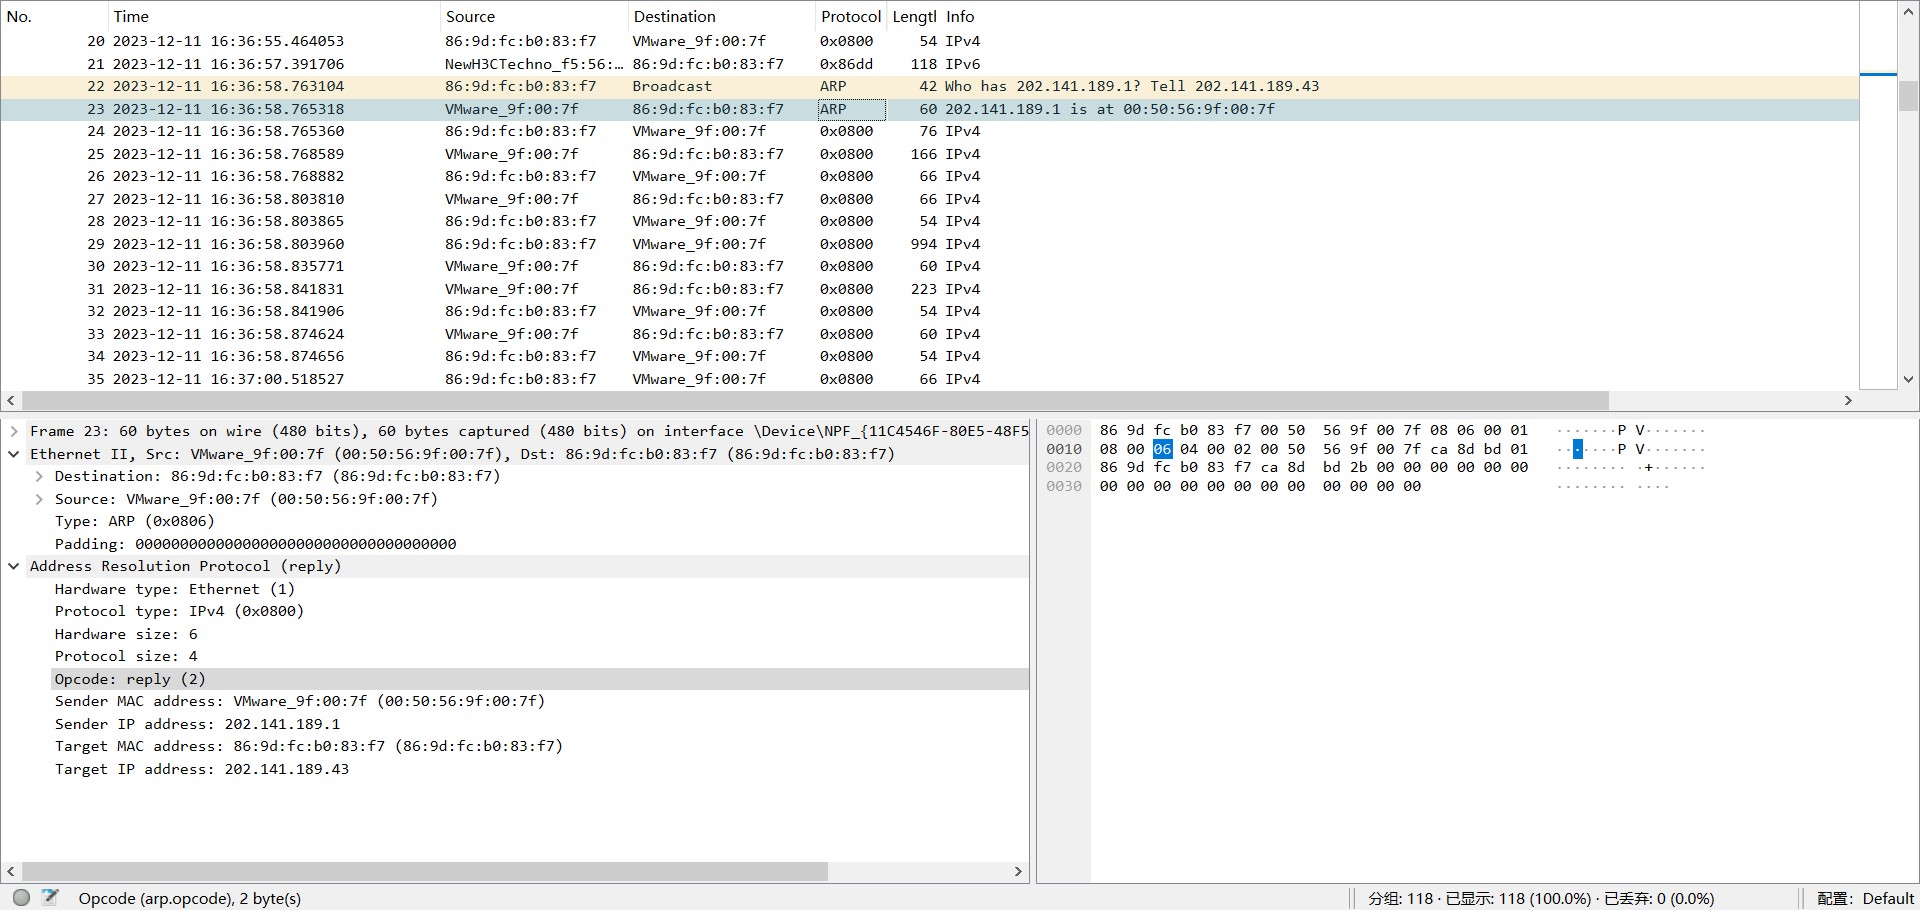 No. Time Source Destination Protocol Lengtl Info
20 2023-12-11 16:36:55.464053 86:9d:fc:b0:83:f7 VMware_9f:00:7f 0x0800 54 IPv4
21 2023-12-11 16:36:57.391706 NewH3CTechno_f5:56:… 86:9d:fc:b0:83:f7 0x86dd 118 IPv6
22 2023-12-11 16:36:58.763104 86:9d:fc:b0:83:f7 Broadcast ARP 42 Who has 202.141.189.1? Tell 202.141.189.43
23 2023-12-11 16:36:58.765318 VMware_9f:00:7f 86:9d:fc:b0:83:f7 ARP 60 202.141.189.1 is at 00:50:56:9f:00:7f
24 2023-12-11 16:36:58.765360 86:9d:fc:b0:83:f7 VMware_9f:00:7f 0x0800 76 IPv4
25 2023-12-11 16:36:58.768589 VMware_9f:00:7f 86:9d:fc:b0:83:f7 0x0800 166 IPv4
26 2023-12-11 16:36:58.768882 86:9d:fc:b0:83:f7 VMware_9f:00:7f 0x0800 66 IPv4
27 2023-12-11 16:36:58.803810 VMware_9f:00:7f 86:9d:fc:b0:83:f7 0x0800 66 IPv4
28 2023-12-11 16:36:58.803865 86:9d:fc:b0:83:f7 VMware_9f:00:7f 0x0800 54 IPv4
29 2023-12-11 16:36:58.803960 86:9d:fc:b0:83:f7 VMware_9f:00:7f 0x0800 994 IPv4
30 2023-12-11 16:36:58.835771 VMware_9f:00:7f 86:9d:fc:b0:83:f7 0x0800 60 IPv4
31 2023-12-11 16:36:58.841831 VMware_9f:00:7f 86:9d:fc:b0:83:f7 0x0800 223 IPv4
32 2023-12-11 16:36:58.841906 86:9d:fc:b0:83:f7 VMware_9f:00:7f 0x0800 54 IPv4
33 2023-12-11 16:36:58.874624 VMware_9f:00:7f 86:9d:fc:b0:83:f7 0x0800 60 IPv4
34 2023-12-11 16:36:58.874656 86:9d:fc:b0:83:f7 VMware_9f:00:7f 0x0800 54 IPv4
35 2023-12-11 16:37:00.518527 86:9d:fc:b0:83:f7 VMware_9f:00:7f 0x0800 66 IPv4
Frame 23: 60 bytes on wire (480 bits), 60 bytes captured (480 bits) on interface \Device\NPF_{11C4546F-80E5-48F5
Ethernet II, Src: VMware_9f:00:7f (00:50:56:9f:00:7f), Dst: 86:9d:fc:b0:83:f7 (86:9d:fc:b0:83:f7)
Destination: 86:9d:fc:b0:83:f7 (86:9d:fc:b0:83:f7)
Source: VMware_9f:00:7f (00:50:56:9f:00:7f)
Type: ARP (0x0806)
Padding: 000000000000000000000000000000000000
Address Resolution Protocol (reply)
Hardware type: Ethernet (1)
Protocol type: IPv4 (0x0800)
Hardware size: 6
Protocol size: 4
Opcode: reply (2)
Sender MAC address: VMware_9f:00:7f (00:50:56:9f:00:7f)
Sender IP address: 202.141.189.1
Target MAC address: 86:9d:fc:b0:83:f7 (86:9d:fc:b0:83:f7)
Target IP address: 202.141.189.43
0000 86 9d fc b0 83 f7 00 50 56 9f 00 7f 08 06 00 01 ·······P V·······
0010 08 00 06 04 00 02 00 50 56 9f 00 7f ca 8d bd 01 ·······P V·······
0020 86 9d fc b0 83 f7 ca 8d bd 2b 00 00 00 00 00 00 ········ ·+······
0030 00 00 00 00 00 00 00 00 00 00 00 00 ········ ····
Opcode (arp.opcode), 2 byte(s)
分组: 118 · 已显示: 118 (100.0%) · 已丢弃: 0 (0.0%)
配置: Default